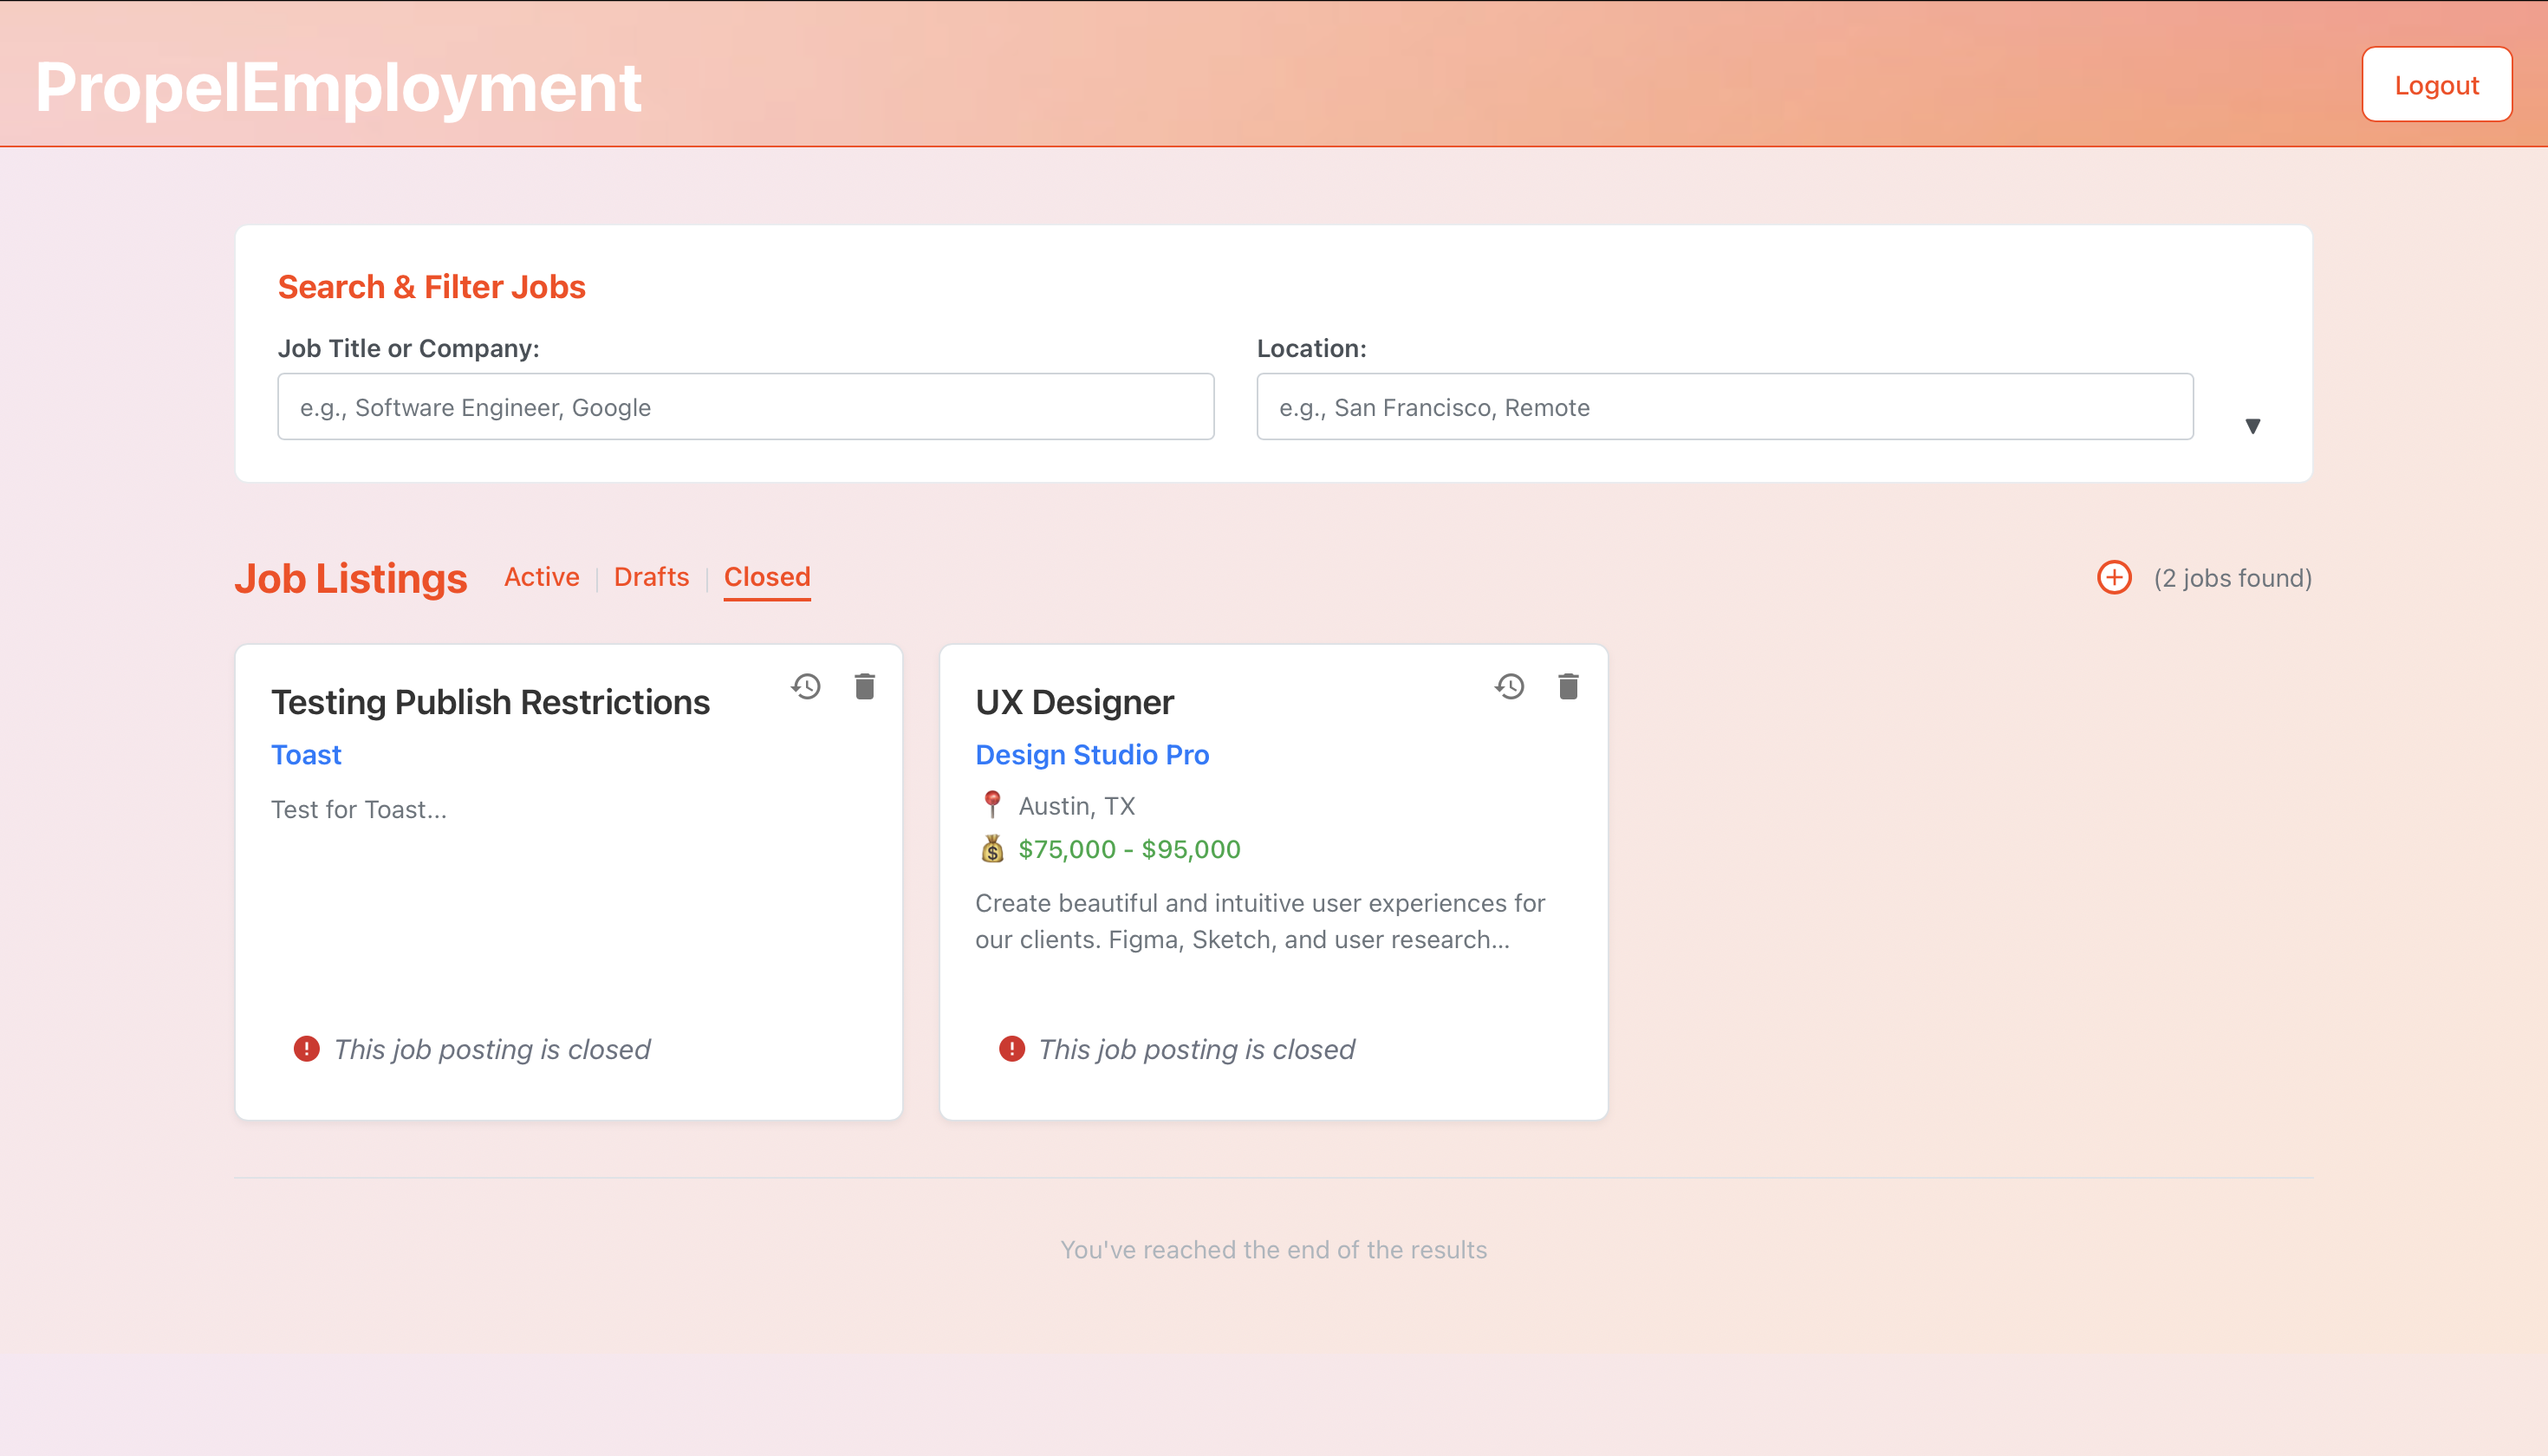 PropelEmployment
Logout
Search & Filter Jobs
Job Title or Company:
Location:
e.g., Software Engineer, Google
e.g., San Francisco, Remote
Job Listings
Active
Drafts
Closed
(2 jobs found)
Testing Publish Restrictions
Toast
Test for Toast...
This job posting is closed
UX Designer
Design Studio Pro
Austin, TX
$75,000 - $95,000
Create beautiful and intuitive user experiences for
our clients. Figma, Sketch, and user research...
This job posting is closed
You've reached the end of the results